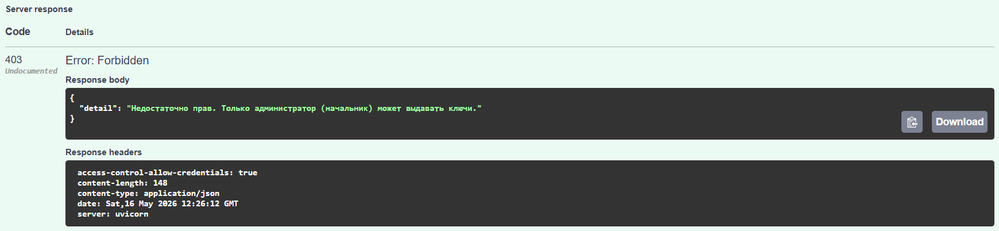 Server response
Code Details
403 Error: Forbidden
Undocumented
Response body
{
  "detail": "Недостаточно прав. Только администратор (начальник) может выдавать ключи."
}
Download
Response headers
access-control-allow-credentials: true
content-length: 148
content-type: application/json
date: Sat,16 May 2026 12:26:12 GMT
server: uvicorn